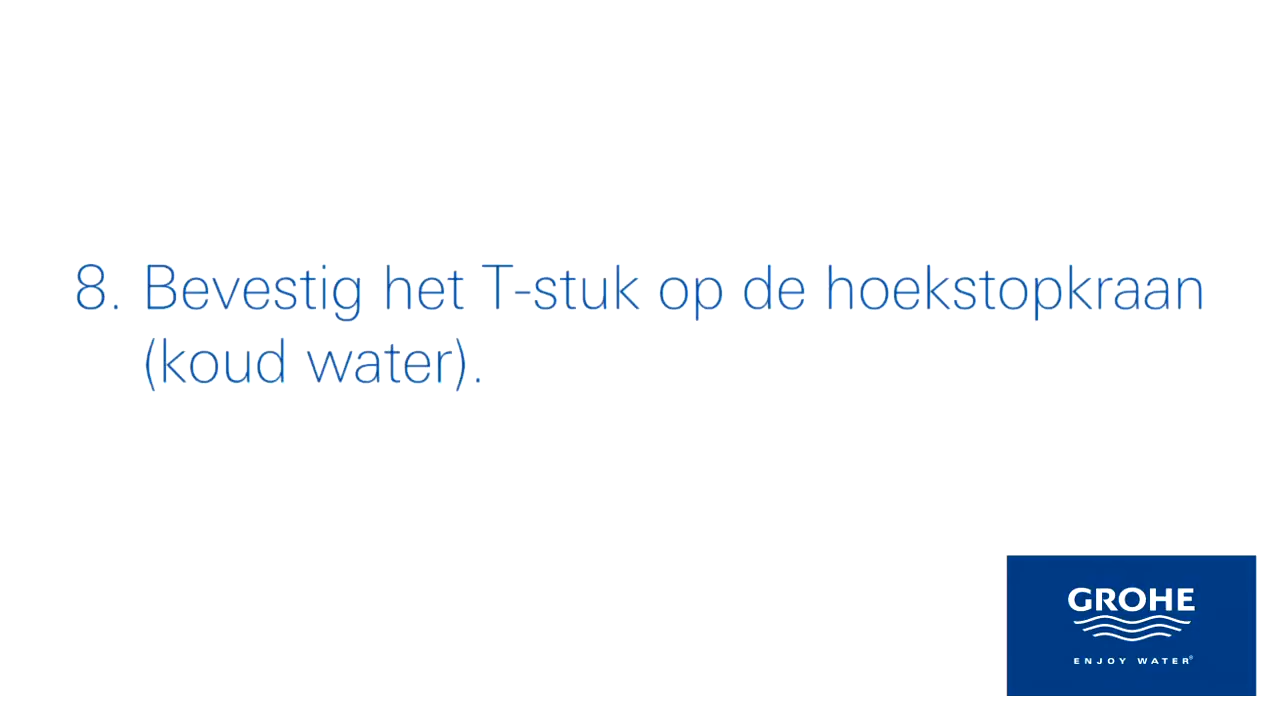 8. Bevestig het T-stuk op de hoekstopkraan
(koud water).
GROHE
ENJOY WATER®